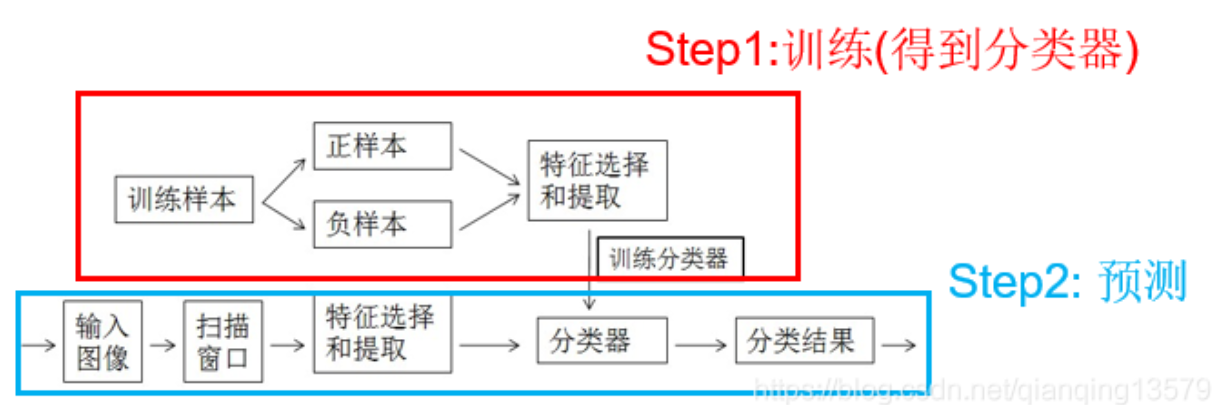 Step1:训练(得到分类器)
正样本
训练样本
负样本
特征选择
和提取
训练分类器
Step2: 预测
输入
图像
扫描
窗口
特征选择
和提取
分类器
分类结果
https://blog.csdn.net/qianqing13579